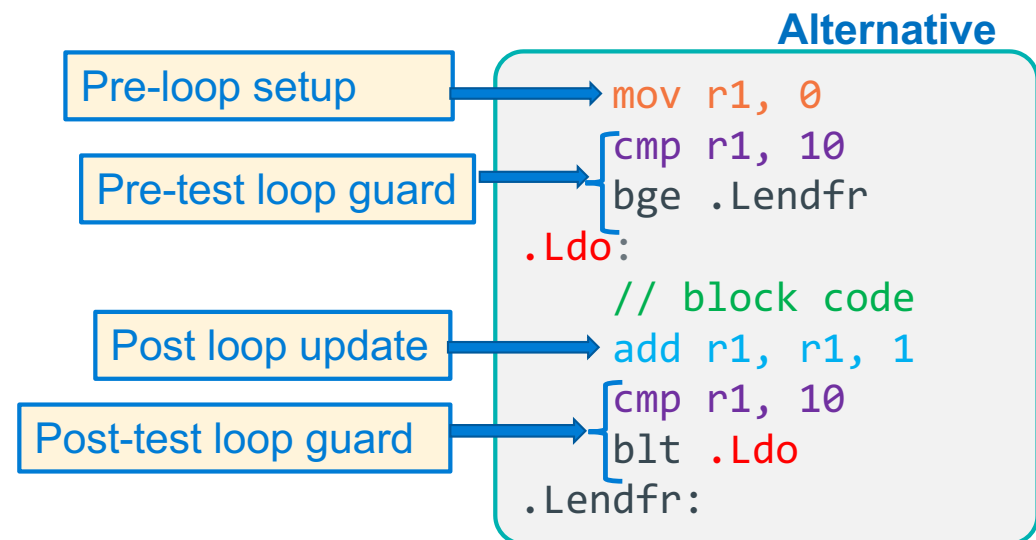 Alternative
Pre-loop setup
mov r1, 0
cmp r1, 10
Pre-test loop guard
bge .Lendfr
.Ldo:
// block code
Post loop update
add r1, r1, 1
cmp r1, 10
Post-test loop guard
blt .Ldo
.Lendfr: